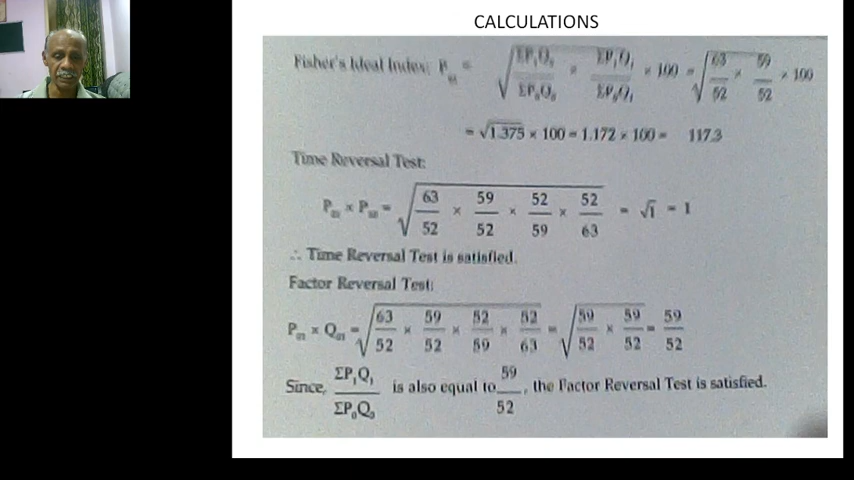 CALCULATIONS
Fisher's Ideal Index: P₀₁ = √(ΣP₁Q₀/ΣP₀Q₀ × ΣP₁Q₁/ΣP₀Q₁) × 100 = √(63/52 × 59/52) × 100
= √1.375 × 100 = 1.172 × 100 = 117.3
Time Reversal Test:
P₀₁ × P₁₀ = √(63/52 × 59/52 × 52/59 × 52/63) = √1 = 1
∴ Time Reversal Test is satisfied.
Factor Reversal Test:
P₀₁ × Q₀₁ = √(63/52 × 59/52 × 52/59 × 52/63) = √(59/52 × 59/52) = 59/52
Since, ΣP₁Q₁/ΣP₀Q₀ is also equal to 59/52, the Factor Reversal Test is satisfied.